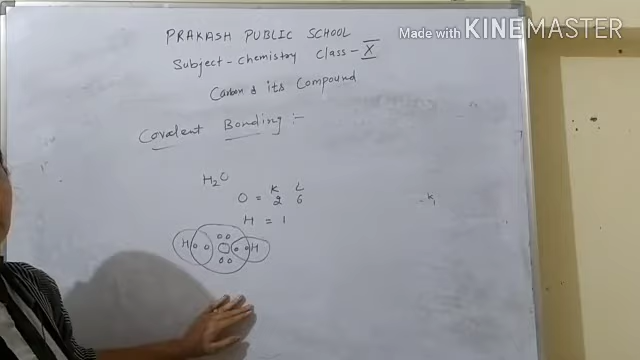 Made with KINEMASTER
PRAKASH PUBLIC SCHOOL
Subject - Chemistry Class - X
Carbon & its Compound
Covalent Bonding :-
H2O
K L
O = 2 6
H = 1
H H